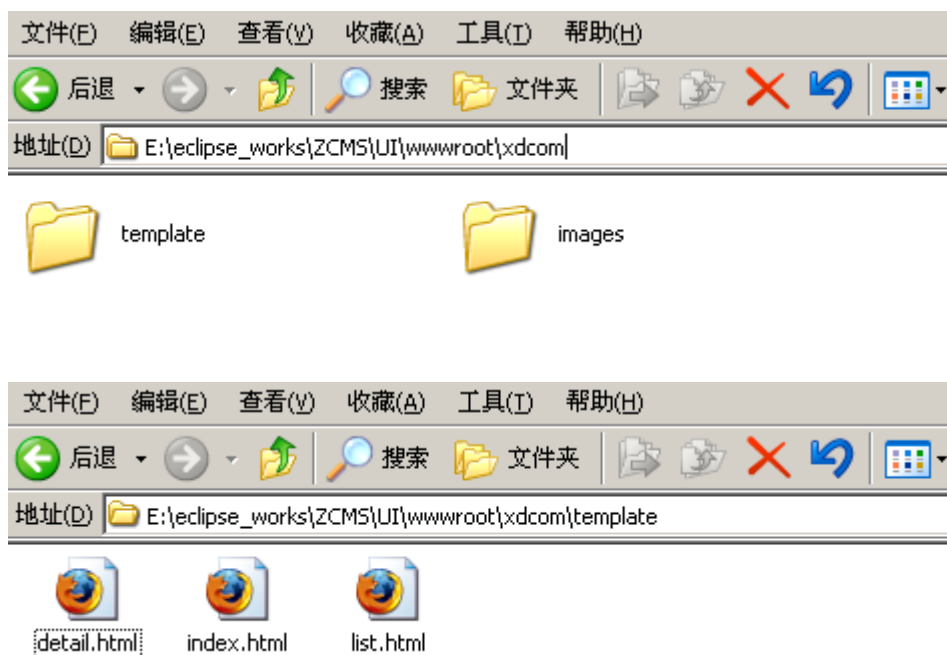 文件(F) 编辑(E) 查看(V) 收藏(A) 工具(T) 帮助(H)
后退 搜索 文件夹
地址(D) E:\eclipse_works\ZCMS\UI\wwwroot\xdcom
template images
文件(F) 编辑(E) 查看(V) 收藏(A) 工具(T) 帮助(H)
后退 搜索 文件夹
地址(D) E:\eclipse_works\ZCMS\UI\wwwroot\xdcom\template
detail.html index.html list.html